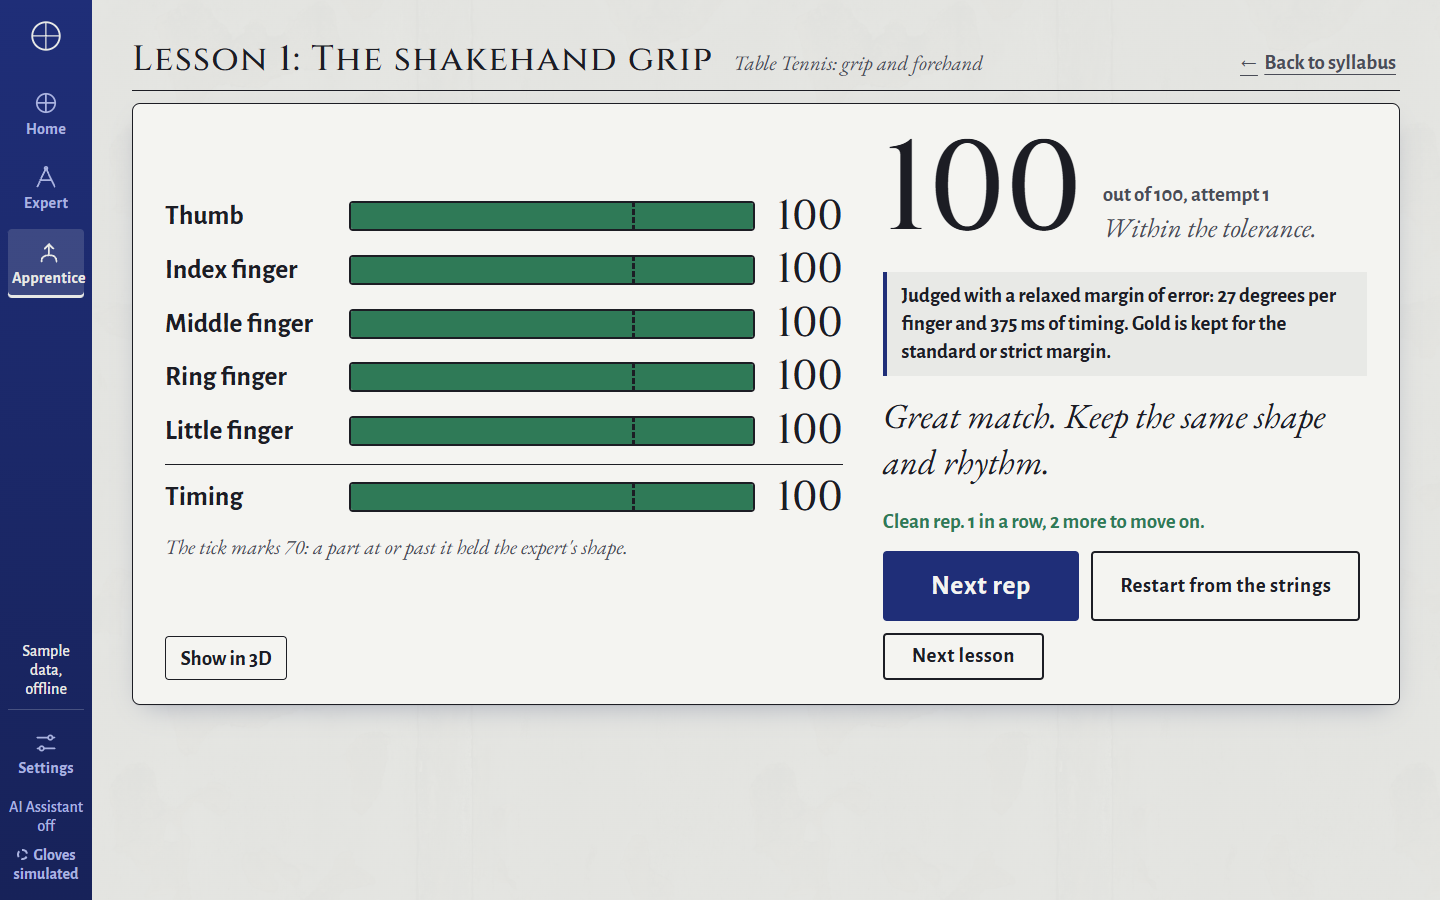 Home
Expert
Apprentice
Sample
data,
offline
Settings
AI Assistant
off
Gloves
simulated
Lesson 1: The shakehand grip
Table Tennis: grip and forehand
← Back to syllabus
Thumb 100
Index finger 100
Middle finger 100
Ring finger 100
Little finger 100
Timing 100
The tick marks 70: a part at or past it held the expert's shape.
Show in 3D
100
out of 100, attempt 1
Within the tolerance.
Judged with a relaxed margin of error: 27 degrees per
finger and 375 ms of timing. Gold is kept for the
standard or strict margin.
Great match. Keep the same shape
and rhythm.
Clean rep. 1 in a row, 2 more to move on.
Next rep
Restart from the strings
Next lesson